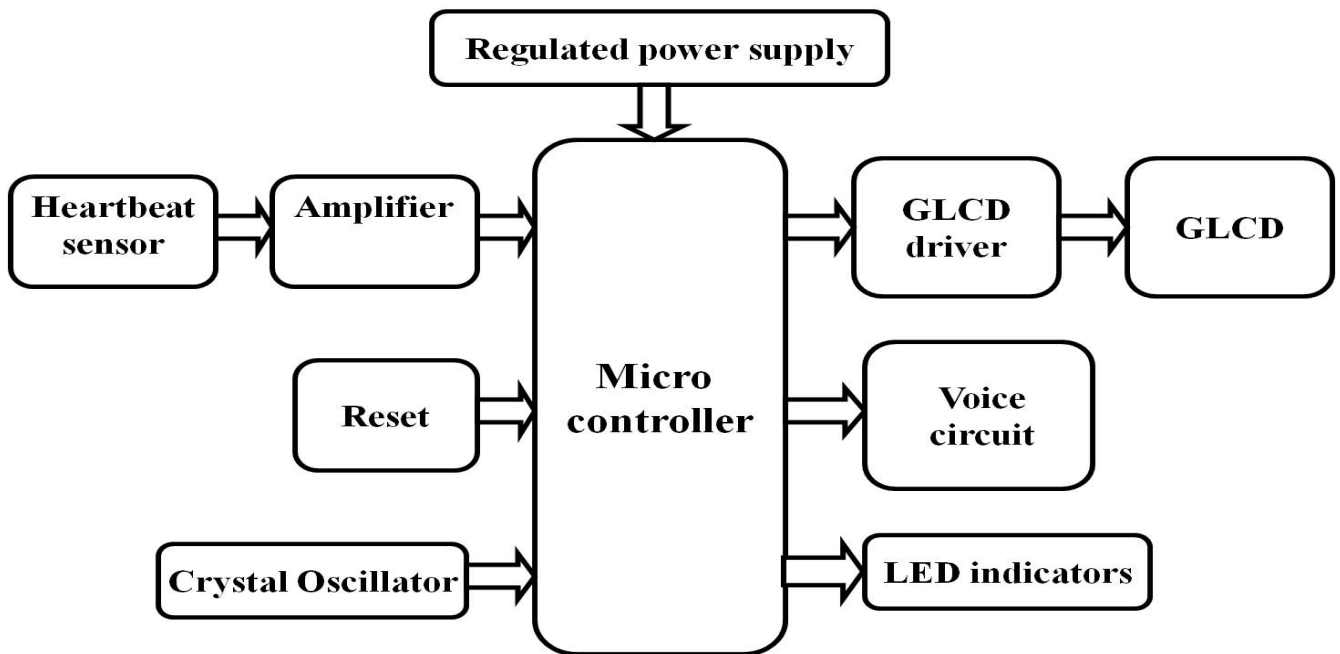 Regulated power supply
Heartbeat
sensor
Amplifier
GLCD
driver
GLCD
Micro
controller
Reset
Voice
circuit
Crystal Oscillator
LED indicators